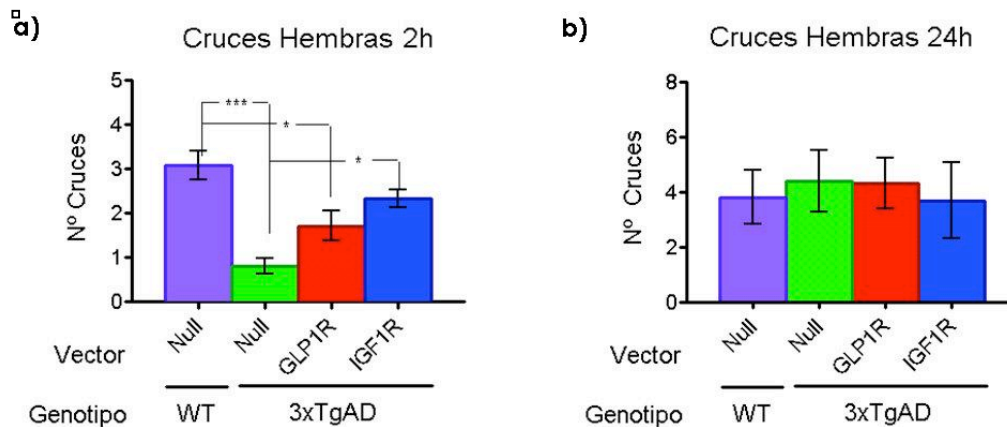 a)
Cruces Hembras 2h
Nº Cruces
5
4
3
2
1
0
***
*
*
Vector
Null
Null
GLP1R
IGF1R
Genotipo
WT
3xTgAD
b)
Cruces Hembras 24h
Nº Cruces
8
6
4
2
0
Vector
Null
Null
GLP1R
IGF1R
Genotipo
WT
3xTgAD